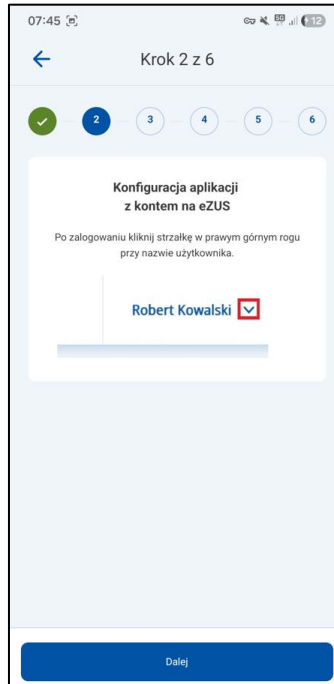 07:45
12
Krok 2 z 6
2 3 4 5 6
Konfiguracja aplikacji
z kontem na eZUS
Po zalogowaniu kliknij strzałkę w prawym górnym rogu
przy nazwie użytkownika.
Robert Kowalski
Dalej